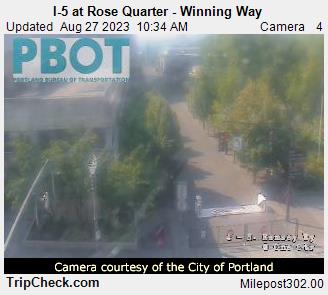 I-5 at Rose Quarter - Winning Way
Updated Aug 27 2023 10:34 AM Camera 4
PBOT
PORTLAND BUREAU OF TRANSPORTATION
Camera courtesy of the City of Portland
TripCheck.com Milepost302.00